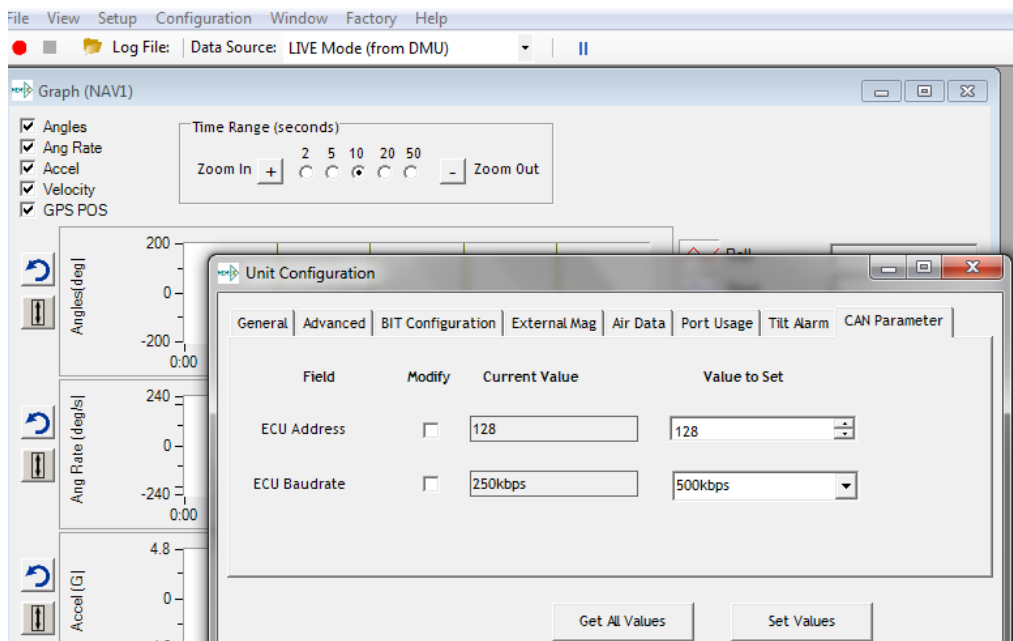 File View Setup Configuration Window Factory Help
Log File: Data Source: LIVE Mode (from DMU)
Graph (NAV1)
Angles
Ang Rate
Accel
Velocity
GPS POS
Time Range (seconds)
2 5 10 20 50
Zoom In + - Zoom Out
Angles(deg)
200
0
-200
0:00
Ang Rate (deg/s)
240
0
-240
0:00
Accel (G)
4.8
0
Unit Configuration
General Advanced BIT Configuration External Mag Air Data Port Usage Tilt Alarm CAN Parameter
Field Modify Current Value Value to Set
ECU Address 128 128
ECU Baudrate 250kbps 500kbps
Get All Values Set Values